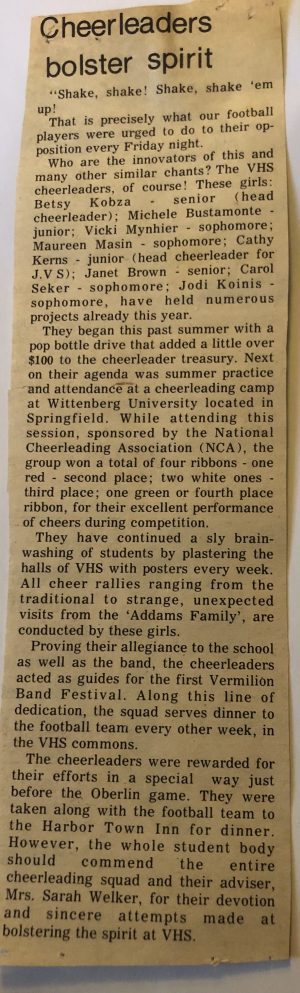 Cheerleaders
bolster spirit
"Shake, shake! Shake, shake 'em
up!
That is precisely what our football
players were urged to do to their op-
position every Friday night.
Who are the innovators of this and
many other similar chants? The VHS
cheerleaders, of course! These girls:
Betsy Kobza - senior (head
cheerleader); Michele Bustamonte -
junior; Vicki Mynhier - sophomore;
Maureen Masin - sophomore; Cathy
Kerns - junior (head cheerleader for
J.V S); Janet Brown - senior; Carol
Seker - sophomore; Jodi Koinis -
sophomore, have held numerous
projects already this year.
They began this past summer with a
pop bottle drive that added a little over
$100 to the cheerleader treasury. Next
on their agenda was summer practice
and attendance at a cheerleading camp
at Wittenberg University located in
Springfield. While attending this
session, sponsored by the National
Cheerleading Association (NCA), the
group won a total of four ribbons - one
red - second place; two white ones -
third place; one green or fourth place
ribbon, for their excellent performance
of cheers during competition.
They have continued a sly brain-
washing of students by plastering the
halls of VHS with posters every week.
All cheer rallies ranging from the
traditional to strange, unexpected
visits from the 'Addams Family', are
conducted by these girls.
Proving their allegiance to the school
as well as the band, the cheerleaders
acted as guides for the first Vermilion
Band Festival. Along this line of
dedication, the squad serves dinner to
the football team every other week, in
the VHS commons.
The cheerleaders were rewarded for
their efforts in a special way just
before the Oberlin game. They were
taken along with the football team to
the Harbor Town Inn for dinner.
However, the whole student body
should commend the entire
cheerleading squad and their adviser,
Mrs. Sarah Welker, for their devotion
and sincere attempts made at
bolstering the spirit at VHS.